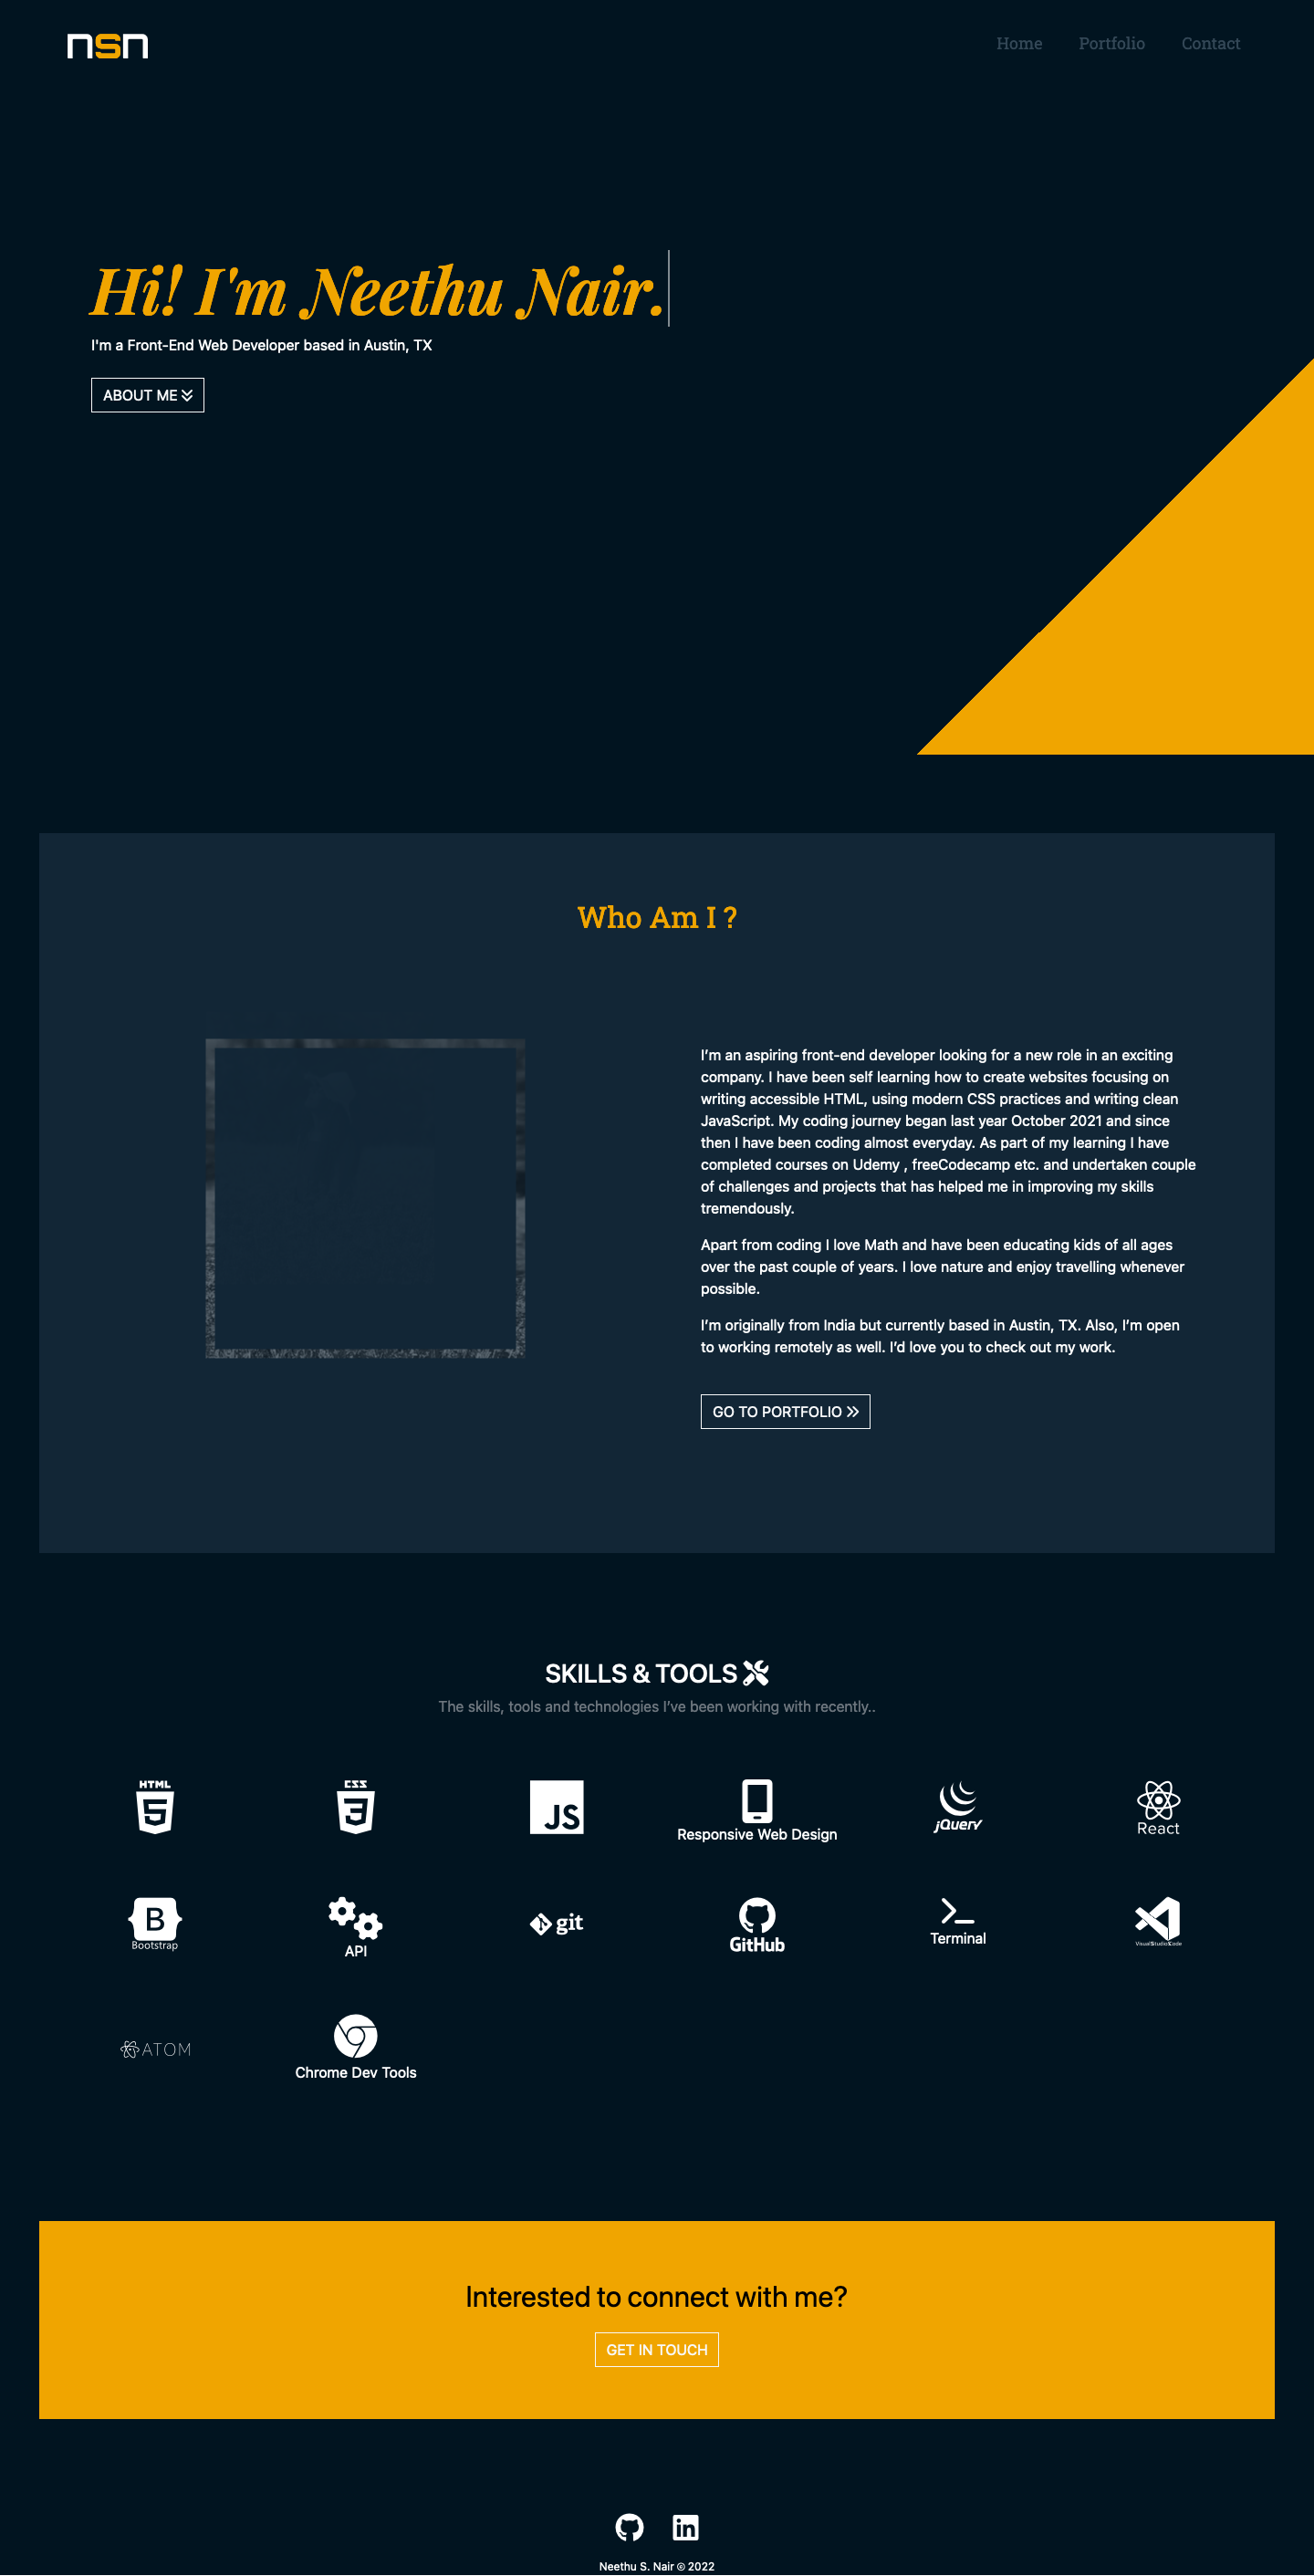 nsn
Home Portfolio Contact
Hi! I'm Neethu Nair.
I'm a Front-End Web Developer based in Austin, TX
ABOUT ME
Who Am I ?
I’m an aspiring front-end developer looking for a new role in an exciting
company. I have been self learning how to create websites focusing on
writing accessible HTML, using modern CSS practices and writing clean
JavaScript. My coding journey began last year October 2021 and since
then I have been coding almost everyday. As part of my learning I have
completed courses on Udemy , freeCodecamp etc. and undertaken couple
of challenges and projects that has helped me in improving my skills
tremendously.
Apart from coding I love Math and have been educating kids of all ages
over the past couple of years. I love nature and enjoy travelling whenever
possible.
I’m originally from India but currently based in Austin, TX. Also, I’m open
to working remotely as well. I’d love you to check out my work.
GO TO PORTFOLIO
SKILLS & TOOLS
The skills, tools and technologies I’ve been working with recently..
HTML 5
CSS 3
JS
Responsive Web Design
jQuery
React
B Bootstrap
API
git
GitHub
Terminal
VisualStudioCode
ATOM
Chrome Dev Tools
Interested to connect with me?
GET IN TOUCH
in
Neethu S. Nair © 2022